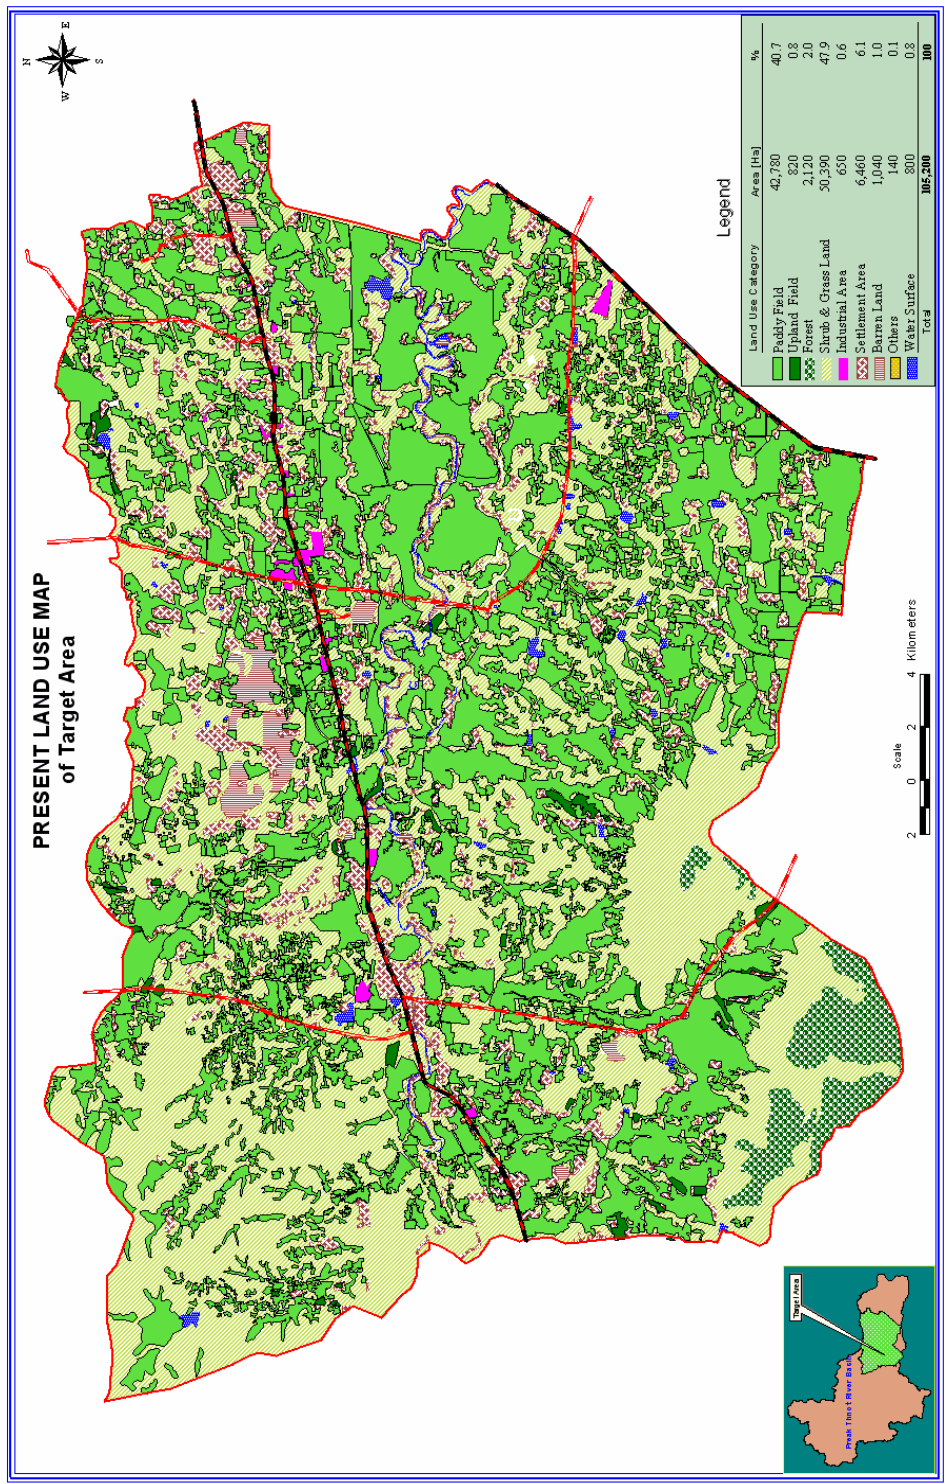 PRESENT LAND USE MAP
of Target Area
N
E
S
W
Legend
Land Use Category Area [Ha] %
Paddy Field 42,780 40.7
Upland Field 820 0.8
Forest 2,120 2.0
Shrub & Grass Land 50,390 47.9
Industrial Area 650 0.6
Settlement Area 6,460 6.1
Barren Land 1,040 1.0
Others 140 0.1
Water Surface 800 0.8
Total 105,200 100
Scale
2 0 2 4 Kilometers
Target Area
Preak Thnot River Basin